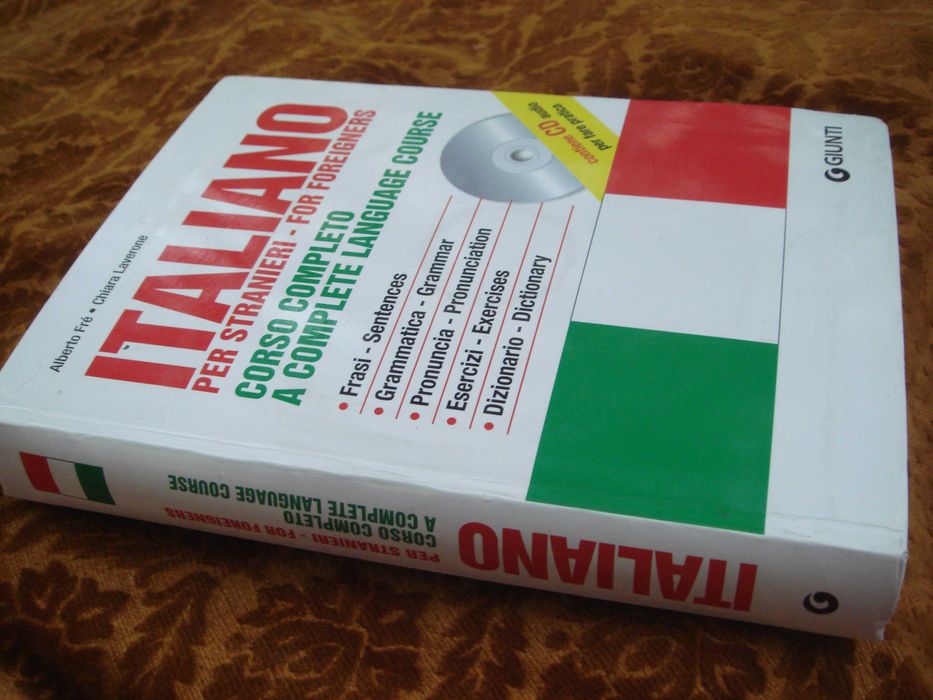 Alberto Fré • Chiara Laverone
ITALIANO
PER STRANIERI - FOR FOREIGNERS
CORSO COMPLETO
A COMPLETE LANGUAGE COURSE
• Frasi - Sentences
• Grammatica - Grammar
• Pronuncia - Pronunciation
• Esercizi - Exercises
• Dizionario - Dictionary
contiene CD audio
per fare pratica
GIUNTI
ITALIANO
PER STRANIERI - FOR FOREIGNERS
CORSO COMPLETO
A COMPLETE LANGUAGE COURSE